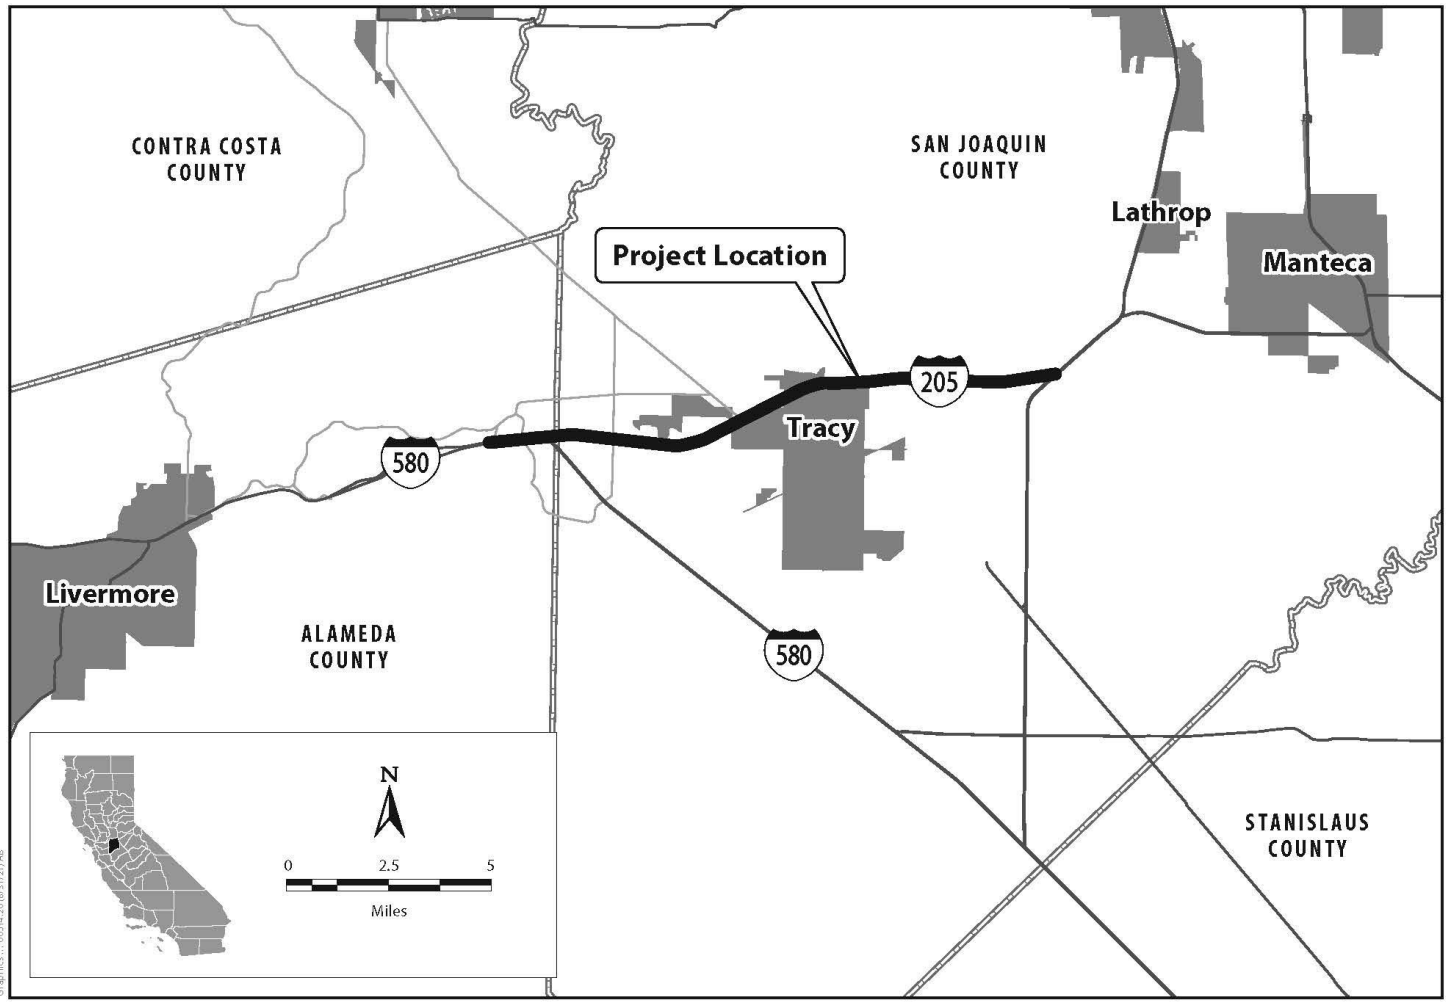 CONTRA COSTA
COUNTY
SAN JOAQUIN
COUNTY
Lathrop
Manteca
Project Location
205
Tracy
580
Livermore
ALAMEDA
COUNTY
580
STANISLAUS
COUNTY
N
0 2.5 5
Miles